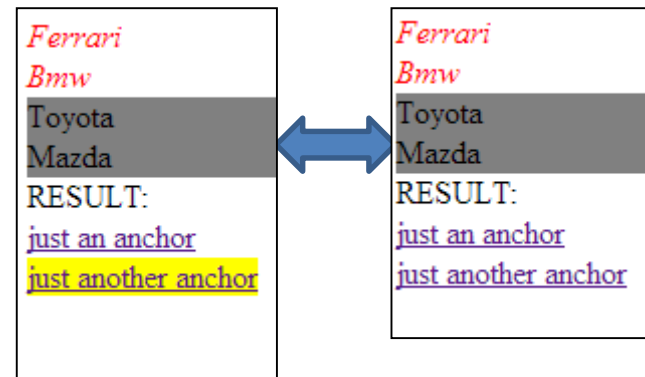 Ferrari
Bmw
Toyota
Mazda
RESULT:
just an anchor
just another anchor
Ferrari
Bmw
Toyota
Mazda
RESULT:
just an anchor
just another anchor